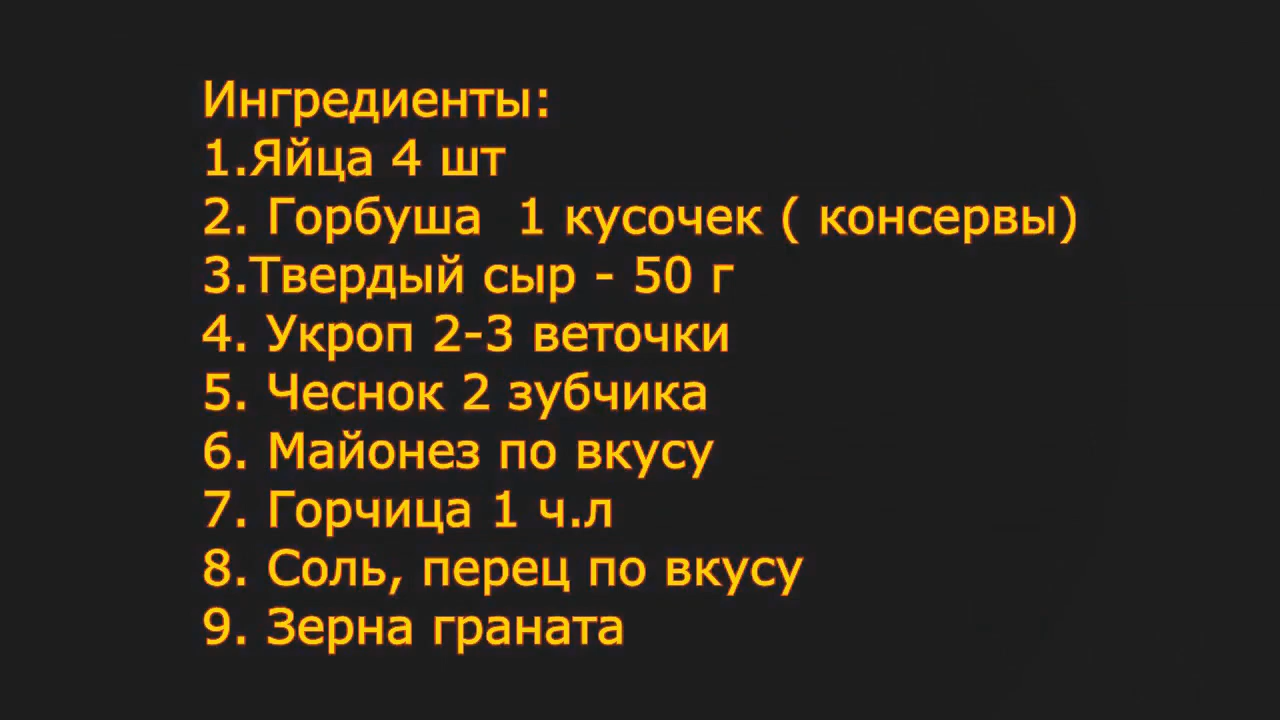 Ингредиенты:
1.Яйца 4 шт
2. Горбуша  1 кусочек ( консервы)
3.Твердый сыр - 50 г
4. Укроп 2-3 веточки
5. Чеснок 2 зубчика
6. Майонез по вкусу
7. Горчица 1 ч.л
8. Соль, перец по вкусу
9. Зерна граната